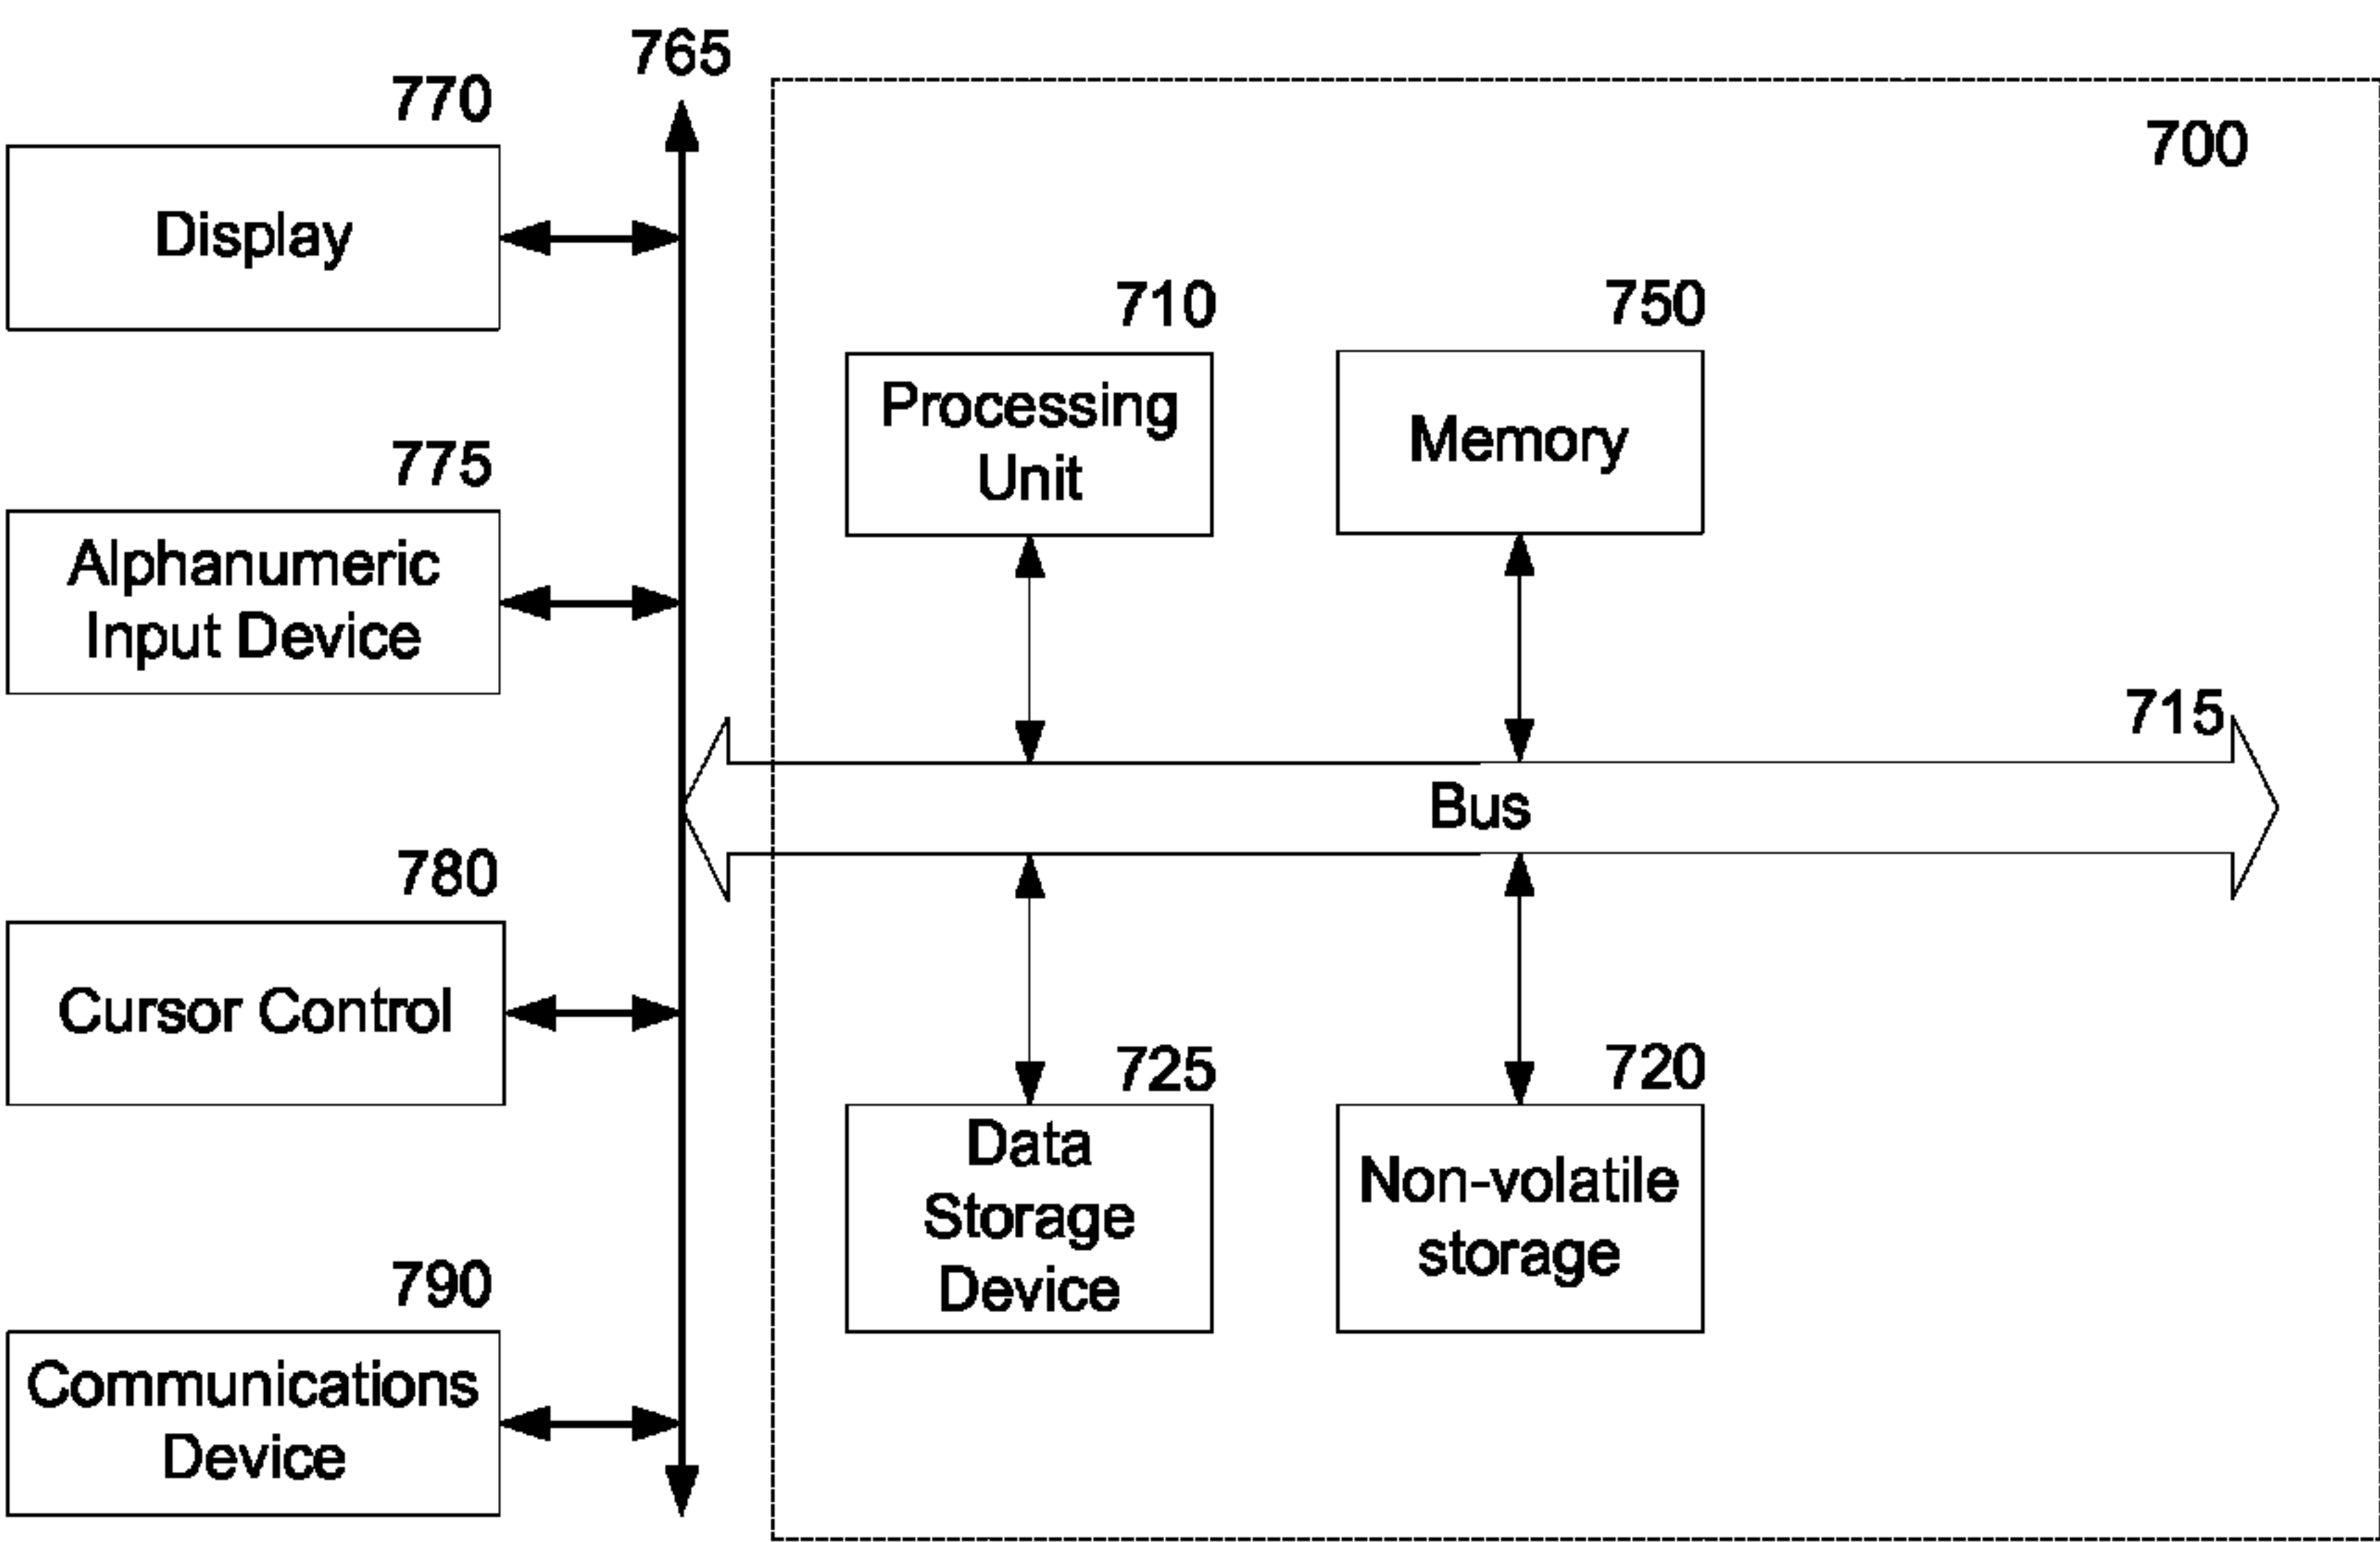 765
770
Display
775
Alphanumeric
Input Device
780
Cursor Control
790
Communications
Device
700
710
Processing
Unit
750
Memory
715
Bus
725
Data
Storage
Device
720
Non-volatile
storage